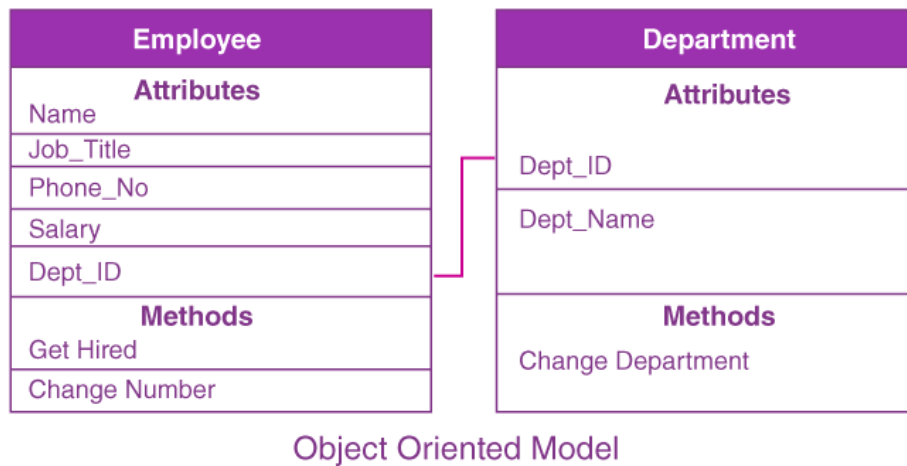 Employee
Attributes
Name
Job_Title
Phone_No
Salary
Dept_ID
Methods
Get Hired
Change Number
Department
Attributes
Dept_ID
Dept_Name
Methods
Change Department
Object Oriented Model